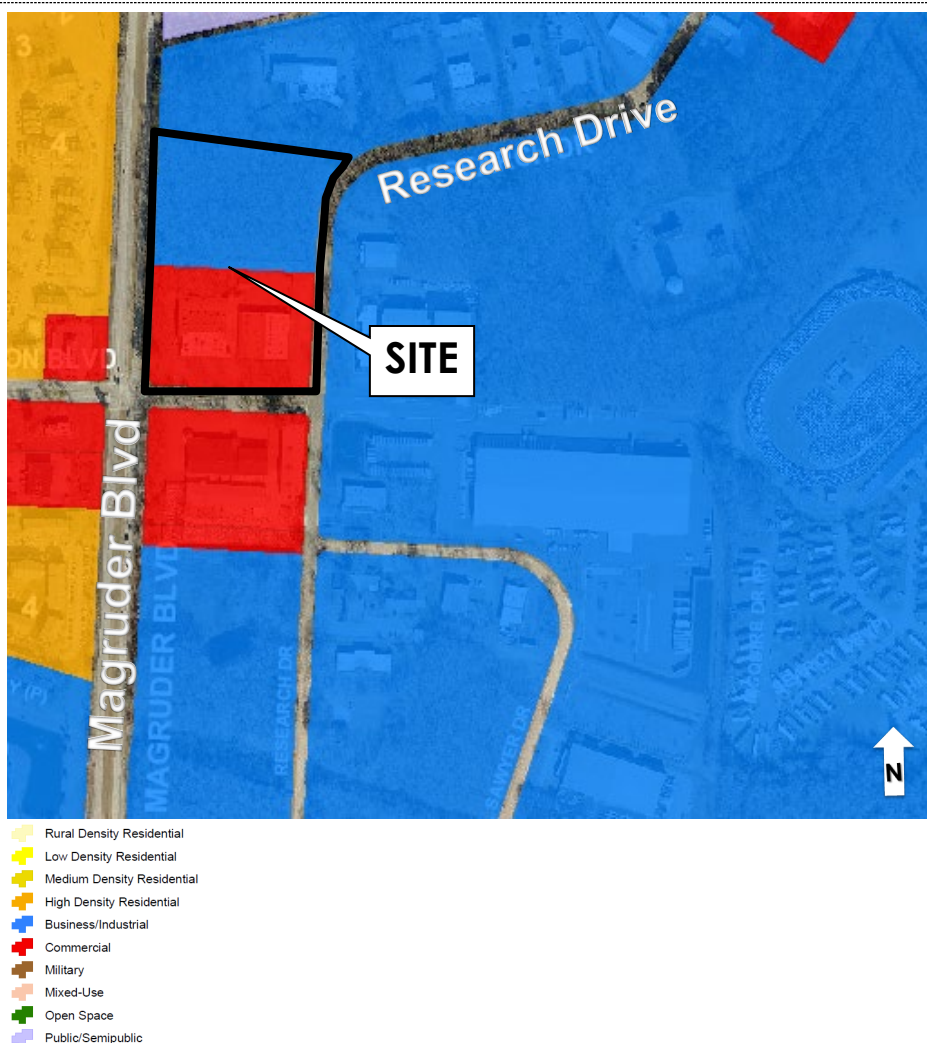 3
4
Research Drive
SITE
ON BLVD
Magruder Blvd
4
MAGRUDER BLVD
RESEARCH DR
SAWYER DR
Y (P)
N
Rural Density Residential
Low Density Residential
Medium Density Residential
High Density Residential
Business/Industrial
Commercial
Military
Mixed-Use
Open Space
Public/Semipublic